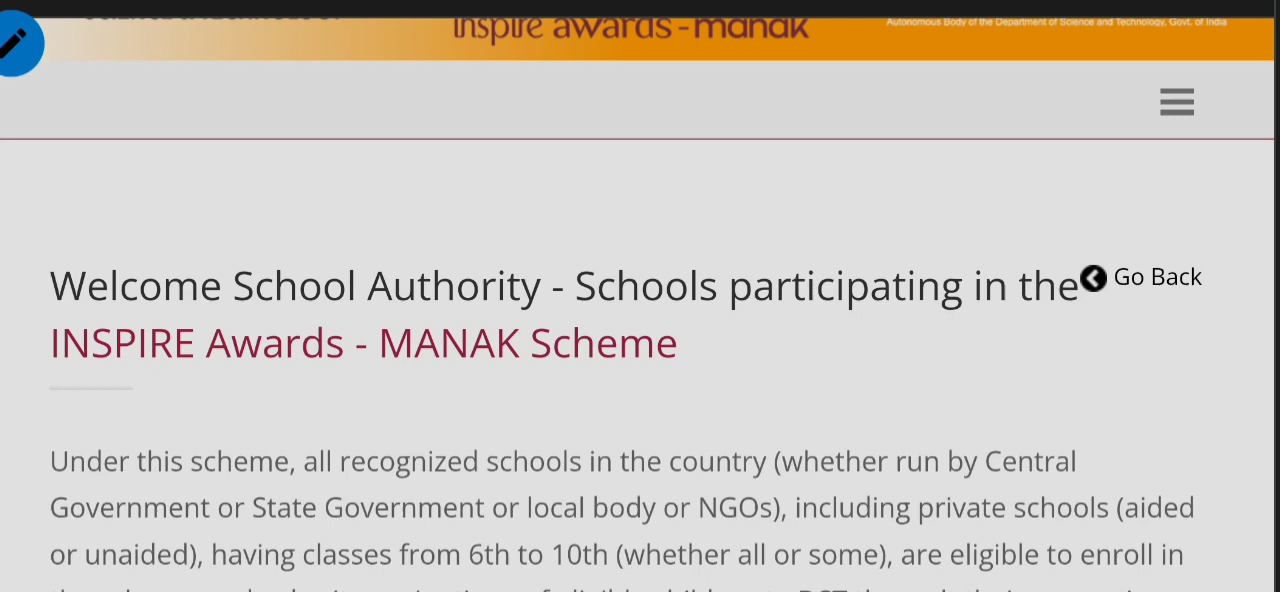 inspire awards - manak
Autonomous Body of the Department of Science and Technology, Govt. of India
Welcome School Authority - Schools participating in the
Go Back
INSPIRE Awards - MANAK Scheme
Under this scheme, all recognized schools in the country (whether run by Central
Government or State Government or local body or NGOs), including private schools (aided
or unaided), having classes from 6th to 10th (whether all or some), are eligible to enroll in